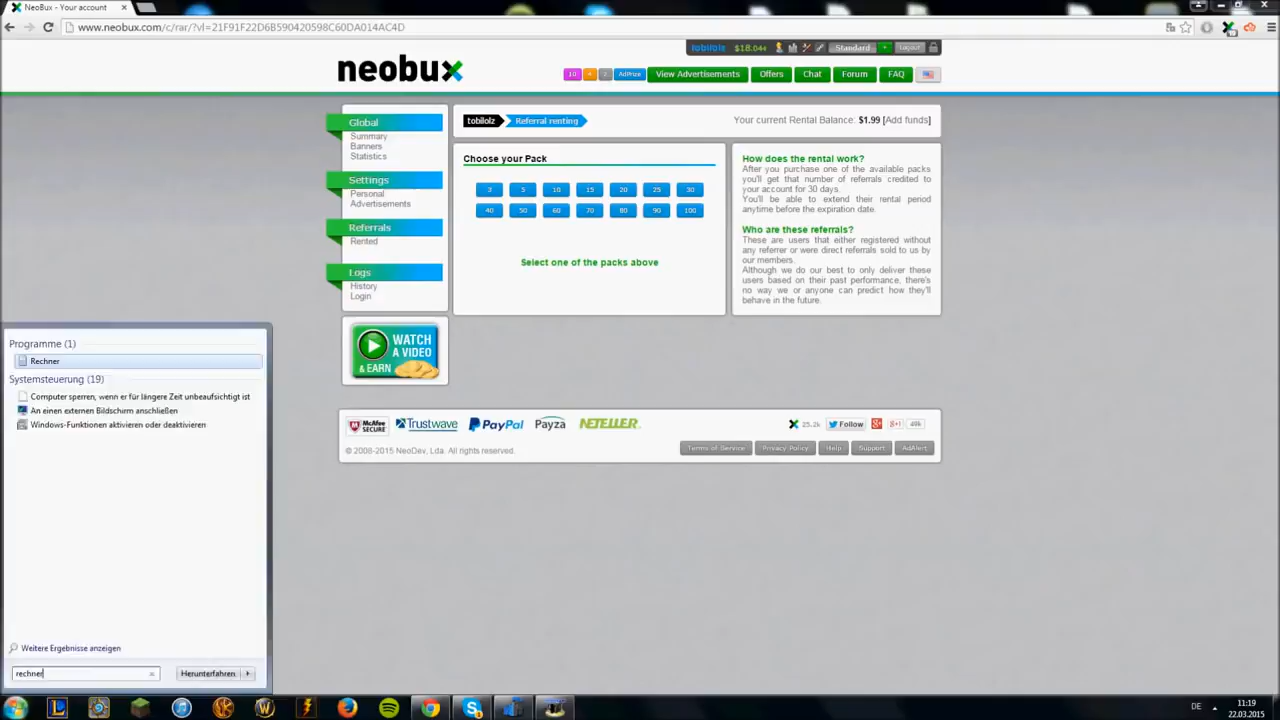 NeoBux - Your account
www.neobux.com/c/rar/?vl=21F91F22D6B590420598C60DA014AC4D
tobilolz $18.04 Standard + Logout
neobux
10 4 2 AdPrize View Advertisements Offers Chat Forum FAQ
Global
Summary
Banners
Statistics
Settings
Personal
Advertisements
Referrals
Rented
Logs
History
Login
WATCH
A VIDEO
& EARN
tobilolz Referral renting
Your current Rental Balance: $1.99 [Add funds]
Choose your Pack
3 5 10 15 20 25 30
40 50 60 70 80 90 100
Select one of the packs above
How does the rental work?
After you purchase one of the available packs
you'll get that number of referrals credited to
your account for 30 days.
You'll be able to extend their rental period
anytime before the expiration date.
Who are these referrals?
These are users that either registered without
any referrer or were direct referrals sold to us by
our members.
Although we do our best to only deliver these
users based on their past performance, there's
no way we or anyone can predict how they'll
behave in the future.
McAfee SECURE Trustwave PayPal Payza NETELLER
25.2k Follow g+1 49k
© 2008-2015 NeoDev, Lda. All rights reserved.
Terms of Service Privacy Policy Help Support AdAlert
Programme (1)
Rechner
Systemsteuerung (19)
Computer sperren, wenn er für längere Zeit unbeaufsichtigt ist
An einen externen Bildschirm anschließen
Windows-Funktionen aktivieren oder deaktivieren
Weitere Ergebnisse anzeigen
rechner
Herunterfahren
DE
11:19
22.03.2015